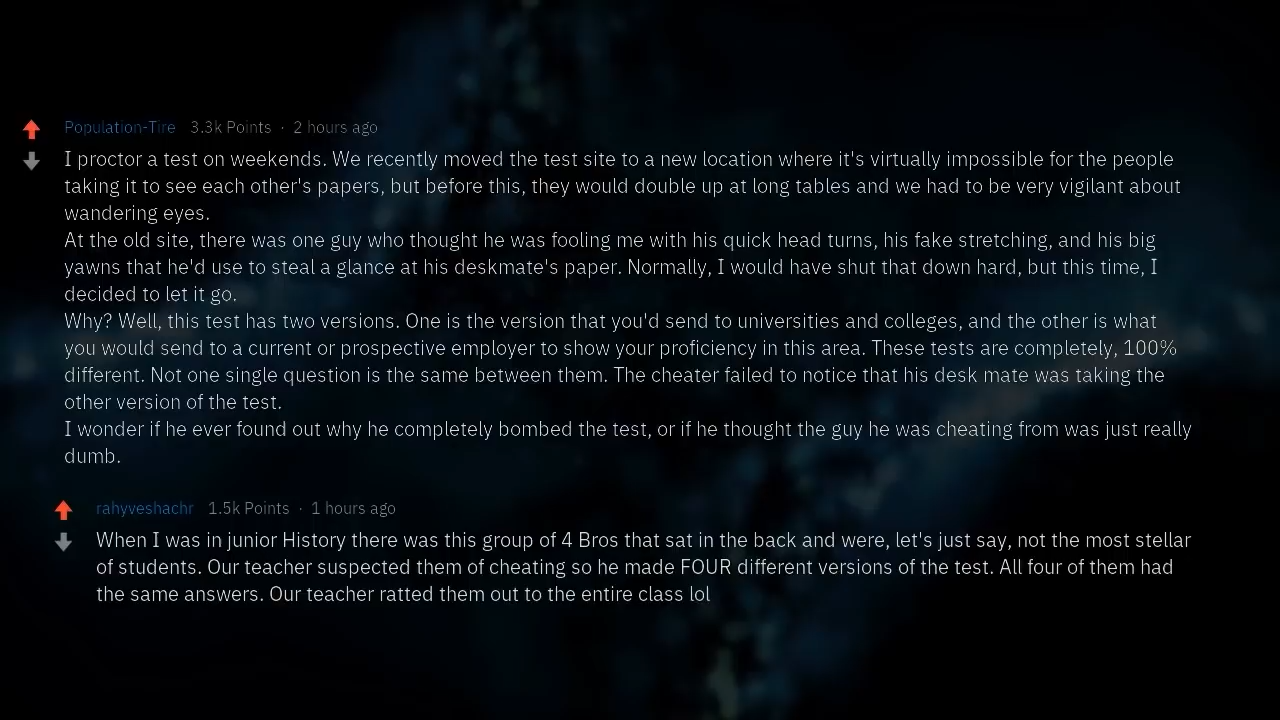 Population-Tire 3.3k Points · 2 hours ago
I proctor a test on weekends. We recently moved the test site to a new location where it's virtually impossible for the people
taking it to see each other's papers, but before this, they would double up at long tables and we had to be very vigilant about
wandering eyes.
At the old site, there was one guy who thought he was fooling me with his quick head turns, his fake stretching, and his big
yawns that he'd use to steal a glance at his deskmate's paper. Normally, I would have shut that down hard, but this time, I
decided to let it go.
Why? Well, this test has two versions. One is the version that you'd send to universities and colleges, and the other is what
you would send to a current or prospective employer to show your proficiency in this area. These tests are completely, 100%
different. Not one single question is the same between them. The cheater failed to notice that his desk mate was taking the
other version of the test.
I wonder if he ever found out why he completely bombed the test, or if he thought the guy he was cheating from was just really
dumb.
rahyveshachr 1.5k Points · 1 hours ago
When I was in junior History there was this group of 4 Bros that sat in the back and were, let's just say, not the most stellar
of students. Our teacher suspected them of cheating so he made FOUR different versions of the test. All four of them had
the same answers. Our teacher ratted them out to the entire class lol